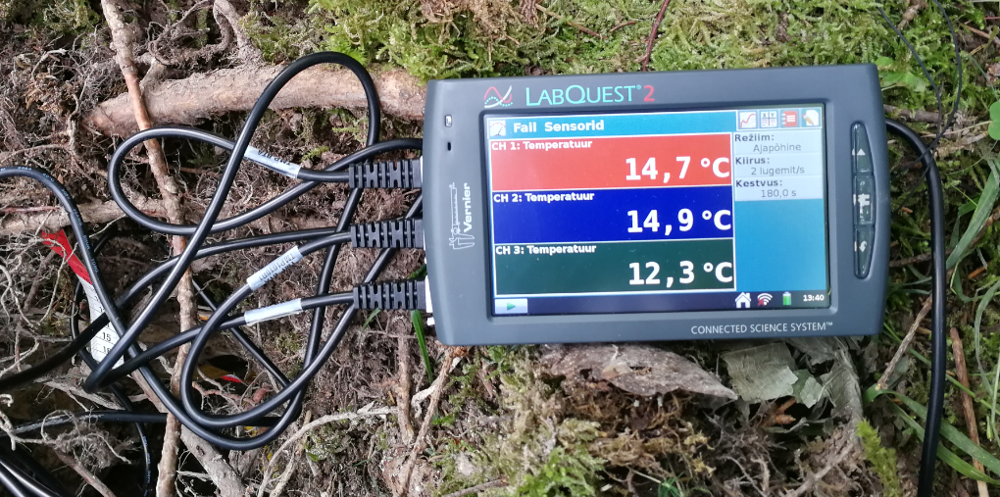 LABQUEST® 2
Fail Sensorid
CH 1: Temperatuur
14,7 °C
CH 2: Temperatuur
14,9 °C
CH 3: Temperatuur
12,3 °C
Režiim:
Ajapõhine
Kiirus:
2 lugemit/s
Kestvus:
180,0 s
13:40
Vernier
CONNECTED SCIENCE SYSTEM™
15